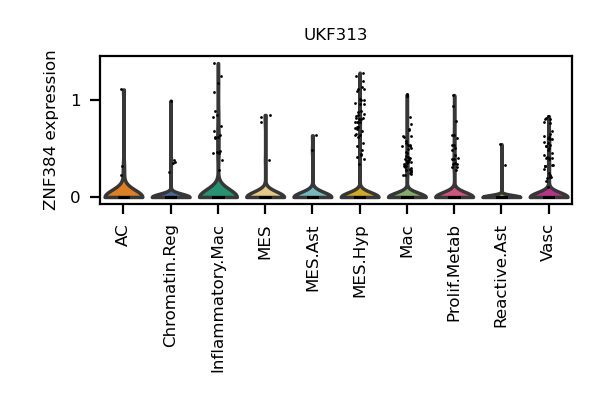 UKF313
ZNF384 expression
1
0
AC
Chromatin.Reg
Inflammatory.Mac
MES
MES.Ast
MES.Hyp
Mac
Prolif.Metab
Reactive.Ast
Vasc